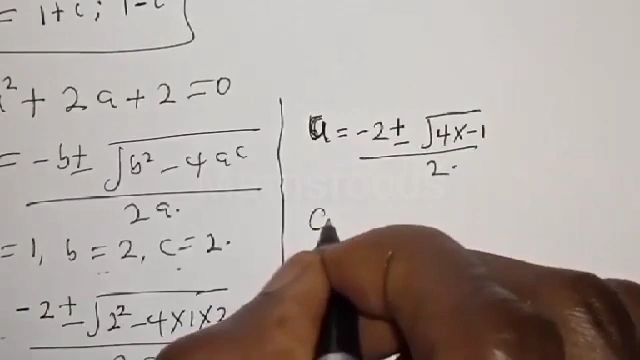 = 1+i; 1-i
a² + 2a + 2 = 0
= -b ± √b² - 4ac
2a.
= 1, b = 2, c = 2.
-2 ± √2² - 4×1×2
a = -2 ± √4×-1
2.